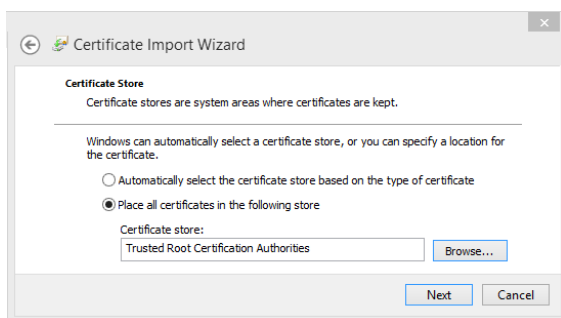 Certificate Import Wizard
Certificate Store
Certificate stores are system areas where certificates are kept.
Windows can automatically select a certificate store, or you can specify a location for
the certificate.
Automatically select the certificate store based on the type of certificate
Place all certificates in the following store
Certificate store:
Trusted Root Certification Authorities
Browse...
Next
Cancel